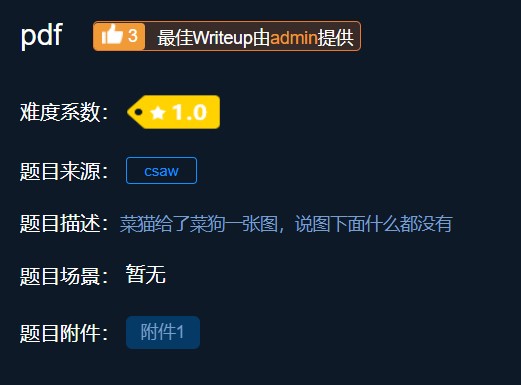 pdf 3 最佳Writeup由admin提供
难度系数： 1.0
题目来源： csaw
题目描述：菜猫给了菜狗一张图，说图下面什么都没有
题目场景： 暂无
题目附件： 附件1